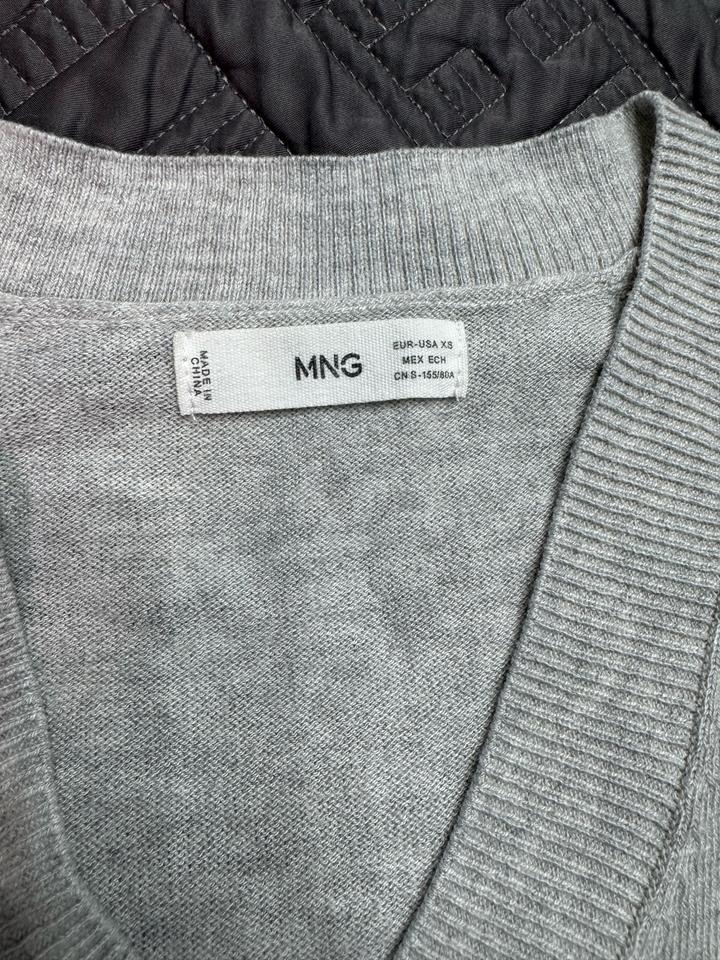 MADE IN
CHINA
MNG
EUR-USA XS
MEX ECH
CN S-155/80A